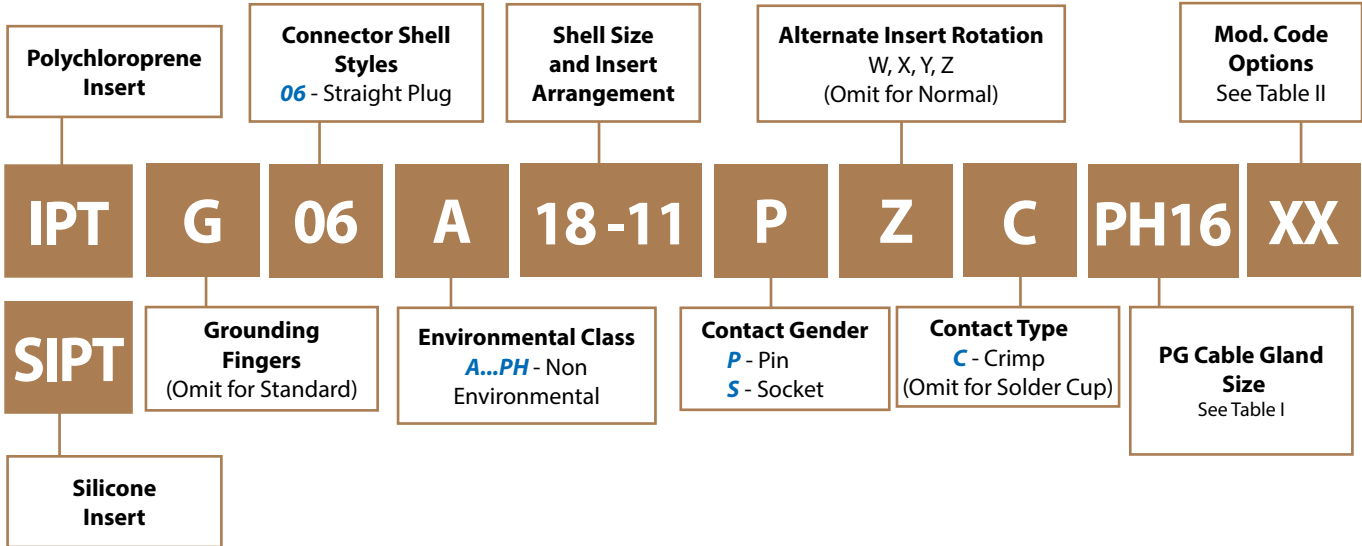 Polychloroprene
Insert
Connector Shell
Styles
06 - Straight Plug
Shell Size
and Insert
Arrangement
Alternate Insert Rotation
W, X, Y, Z
(Omit for Normal)
Mod. Code
Options
See Table II
IPT G 06 A 18-11 P Z C PH16 XX
SIPT
Grounding
Fingers
(Omit for Standard)
Environmental Class
A...PH - Non
Environmental
Contact Gender
P - Pin
S - Socket
Contact Type
C - Crimp
(Omit for Solder Cup)
PG Cable Gland
Size
See Table I
Silicone
Insert